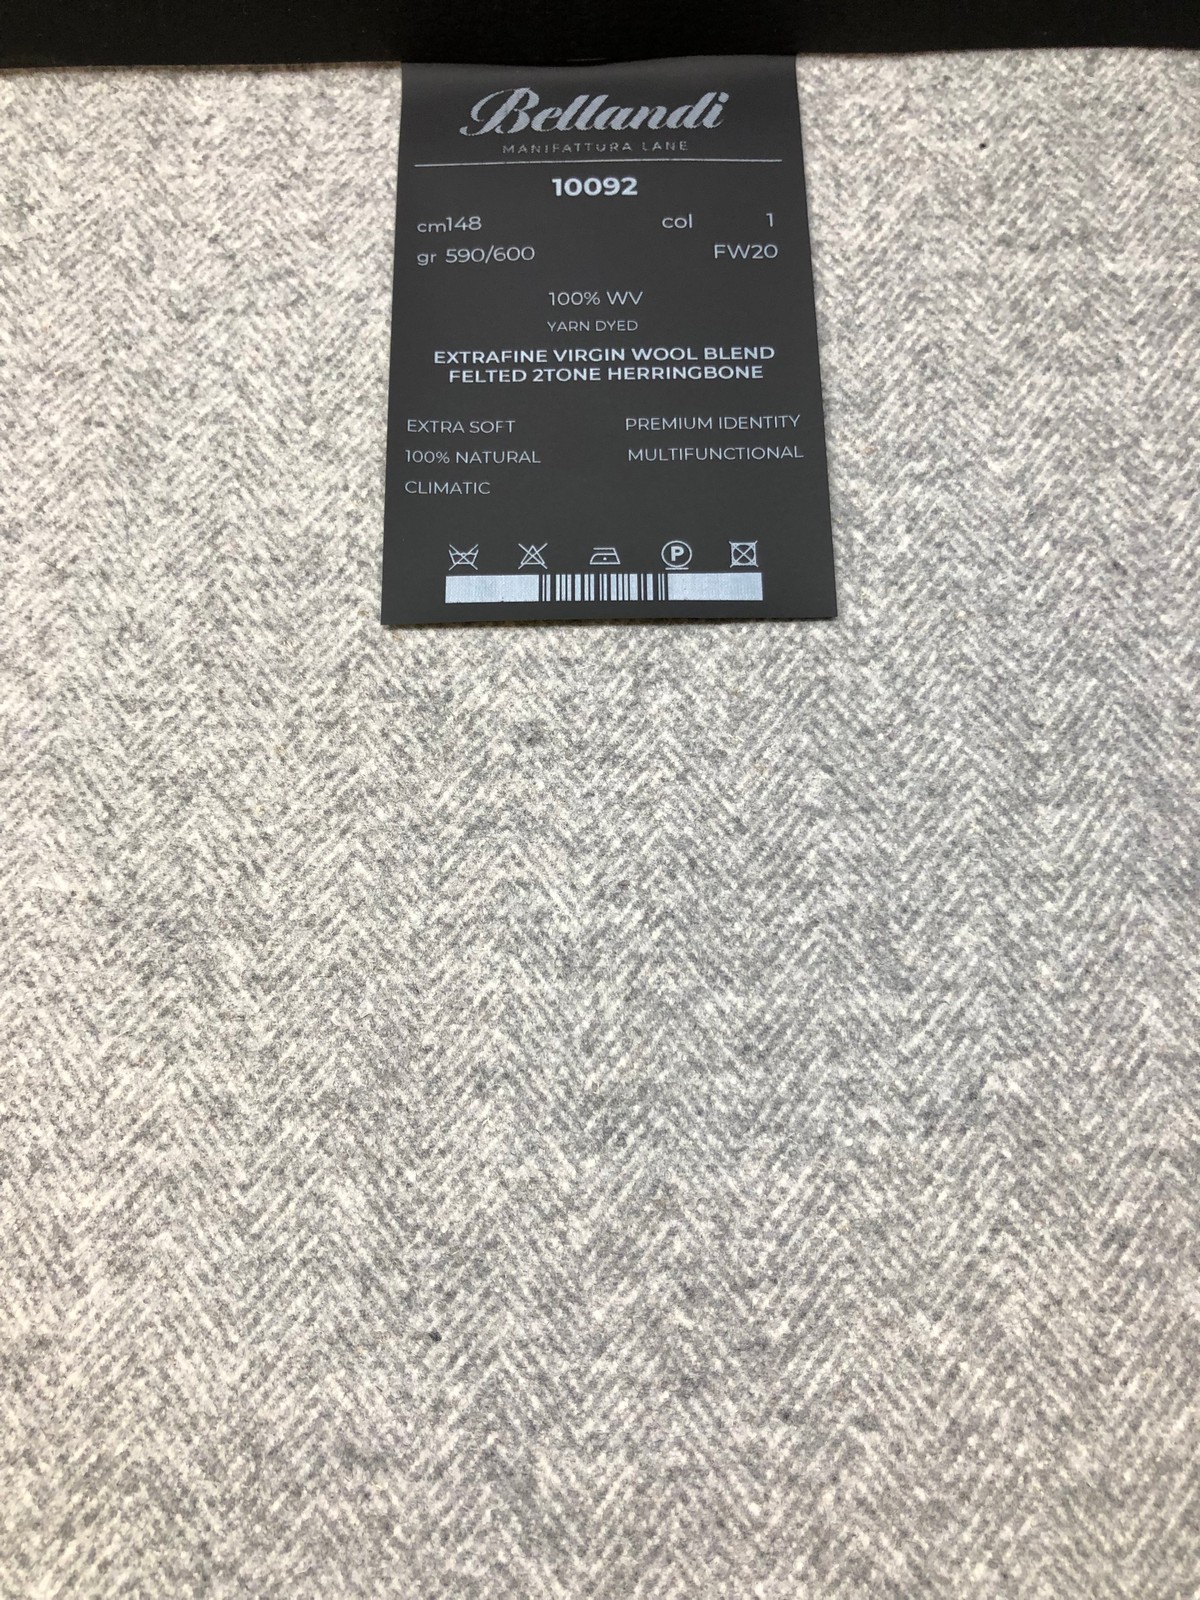 Bellandi
MANIFATTURA LANE
10092
cm148 col 1
gr 590/600 FW20
100% WV
YARN DYED
EXTRAFINE VIRGIN WOOL BLEND
FELTED 2TONE HERRINGBONE
EXTRA SOFT PREMIUM IDENTITY
100% NATURAL MULTIFUNCTIONAL
CLIMATIC
P